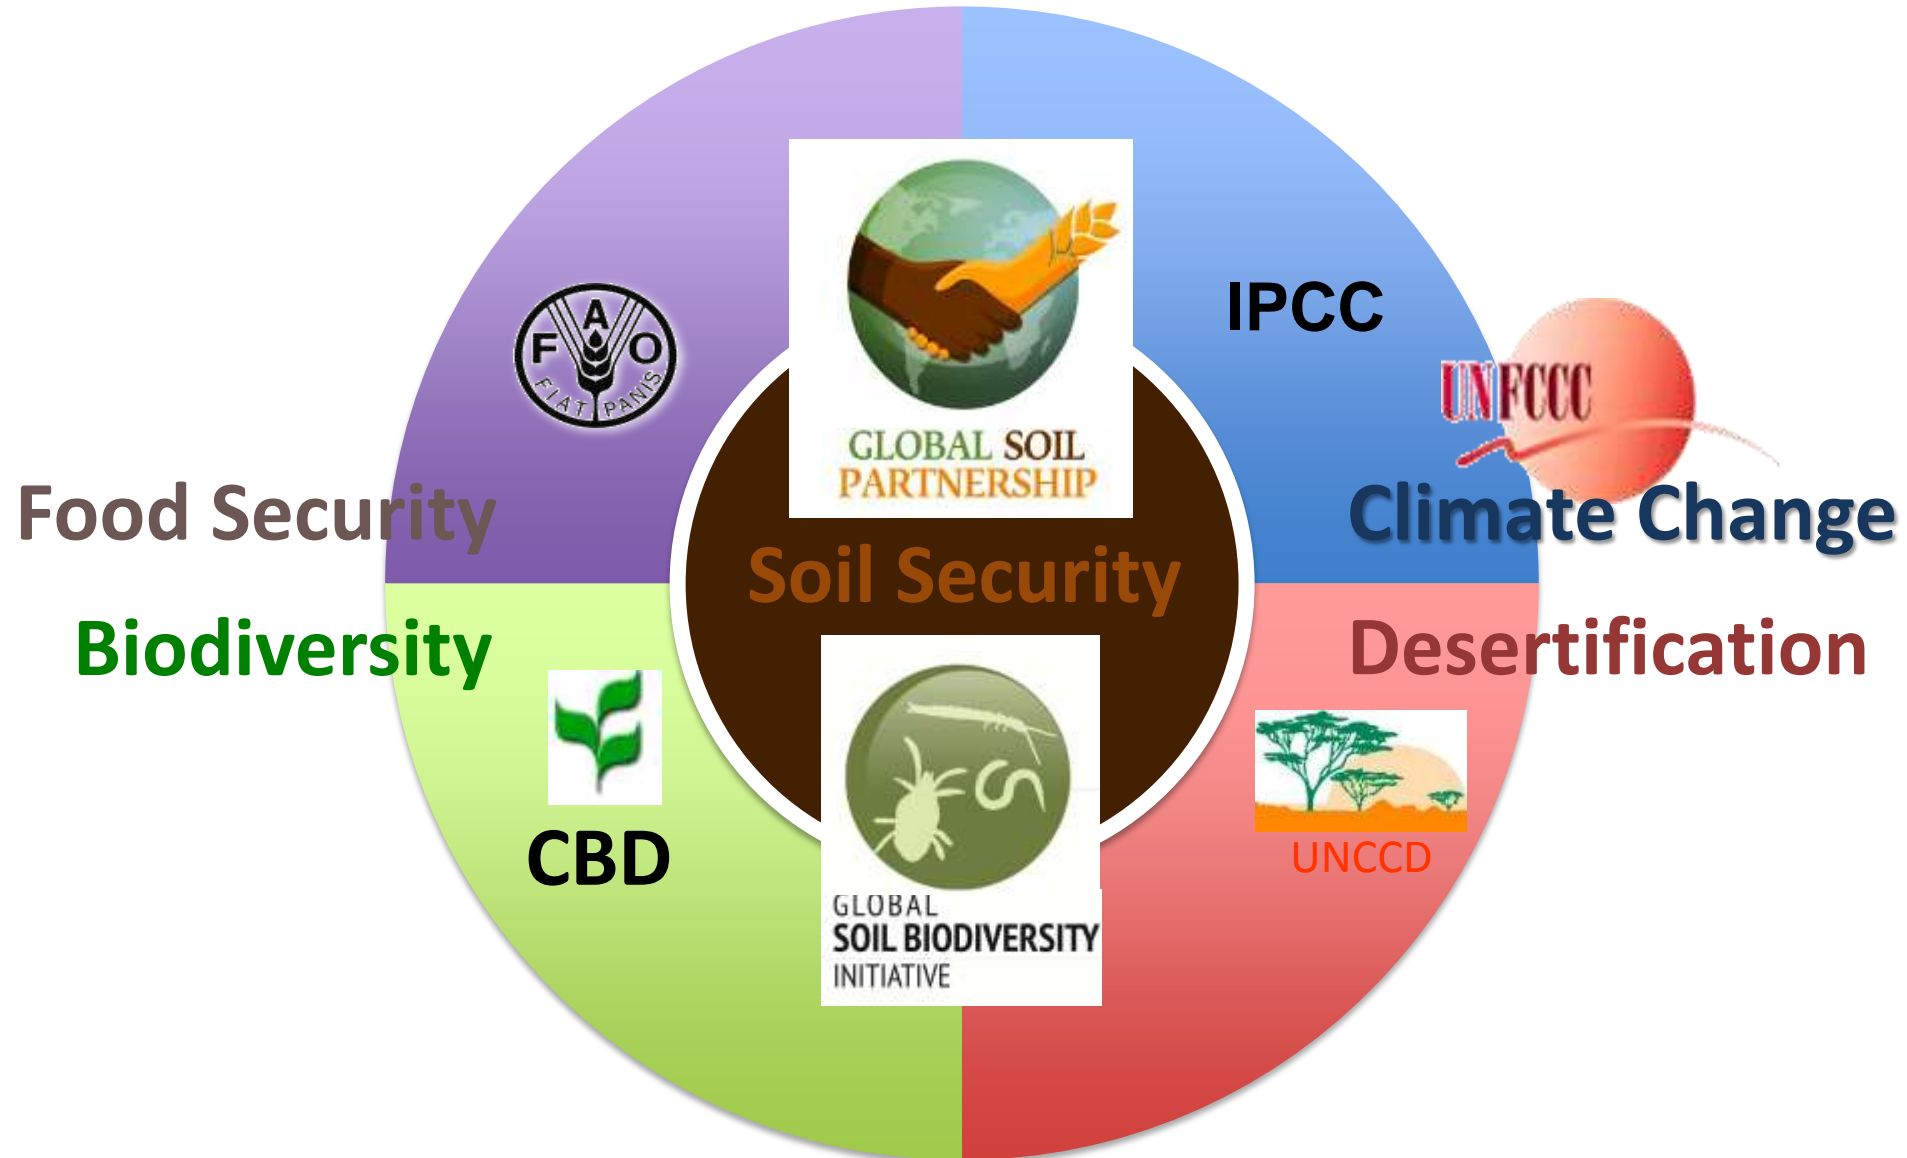 FAO
FIAT PANIS
GLOBAL SOIL
PARTNERSHIP
IPCC
UNFCCC
Food Security
Climate Change
Soil Security
Biodiversity
Desertification
CBD
GLOBAL
SOIL BIODIVERSITY
INITIATIVE
UNCCD